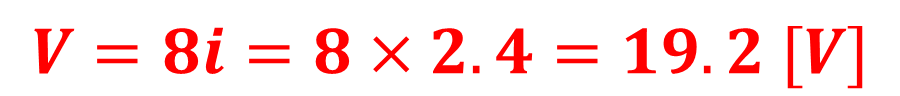 V = 8i = 8 × 2.4 = 19.2 [V]